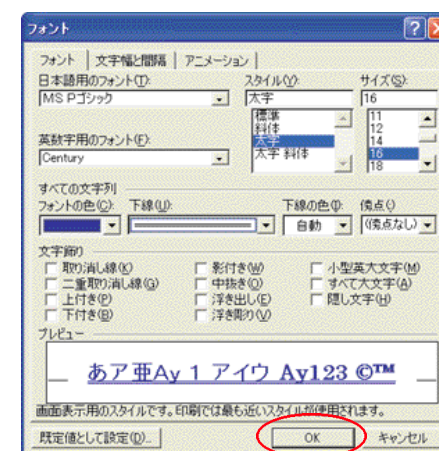 フォント
フォント 文字幅と間隔 アニメーション
日本語用のフォント(T): スタイル(Y): サイズ(S):
MS Pゴシック 太字 16
標準 11
斜体 12
太字 14
太字 斜体 16
18
英数字用のフォント(F):
Century
すべての文字列
フォントの色(C): 下線(U): 下線の色(I): 傍点(:)
自動 (傍点なし)
文字飾り
取り消し線(K) 影付き(W) 小型英大文字(M)
二重取り消し線(G) 中抜き(O) すべて大文字(A)
上付き(P) 浮き出し(E) 隠し文字(H)
下付き(B) 浮き彫り(V)
プレビュー
あア亜Ay 1 アイウ Ay123 ©™
画面表示用のスタイルです。印刷では最も近いスタイルが使用されます。
既定値として設定(D)... OK キャンセル